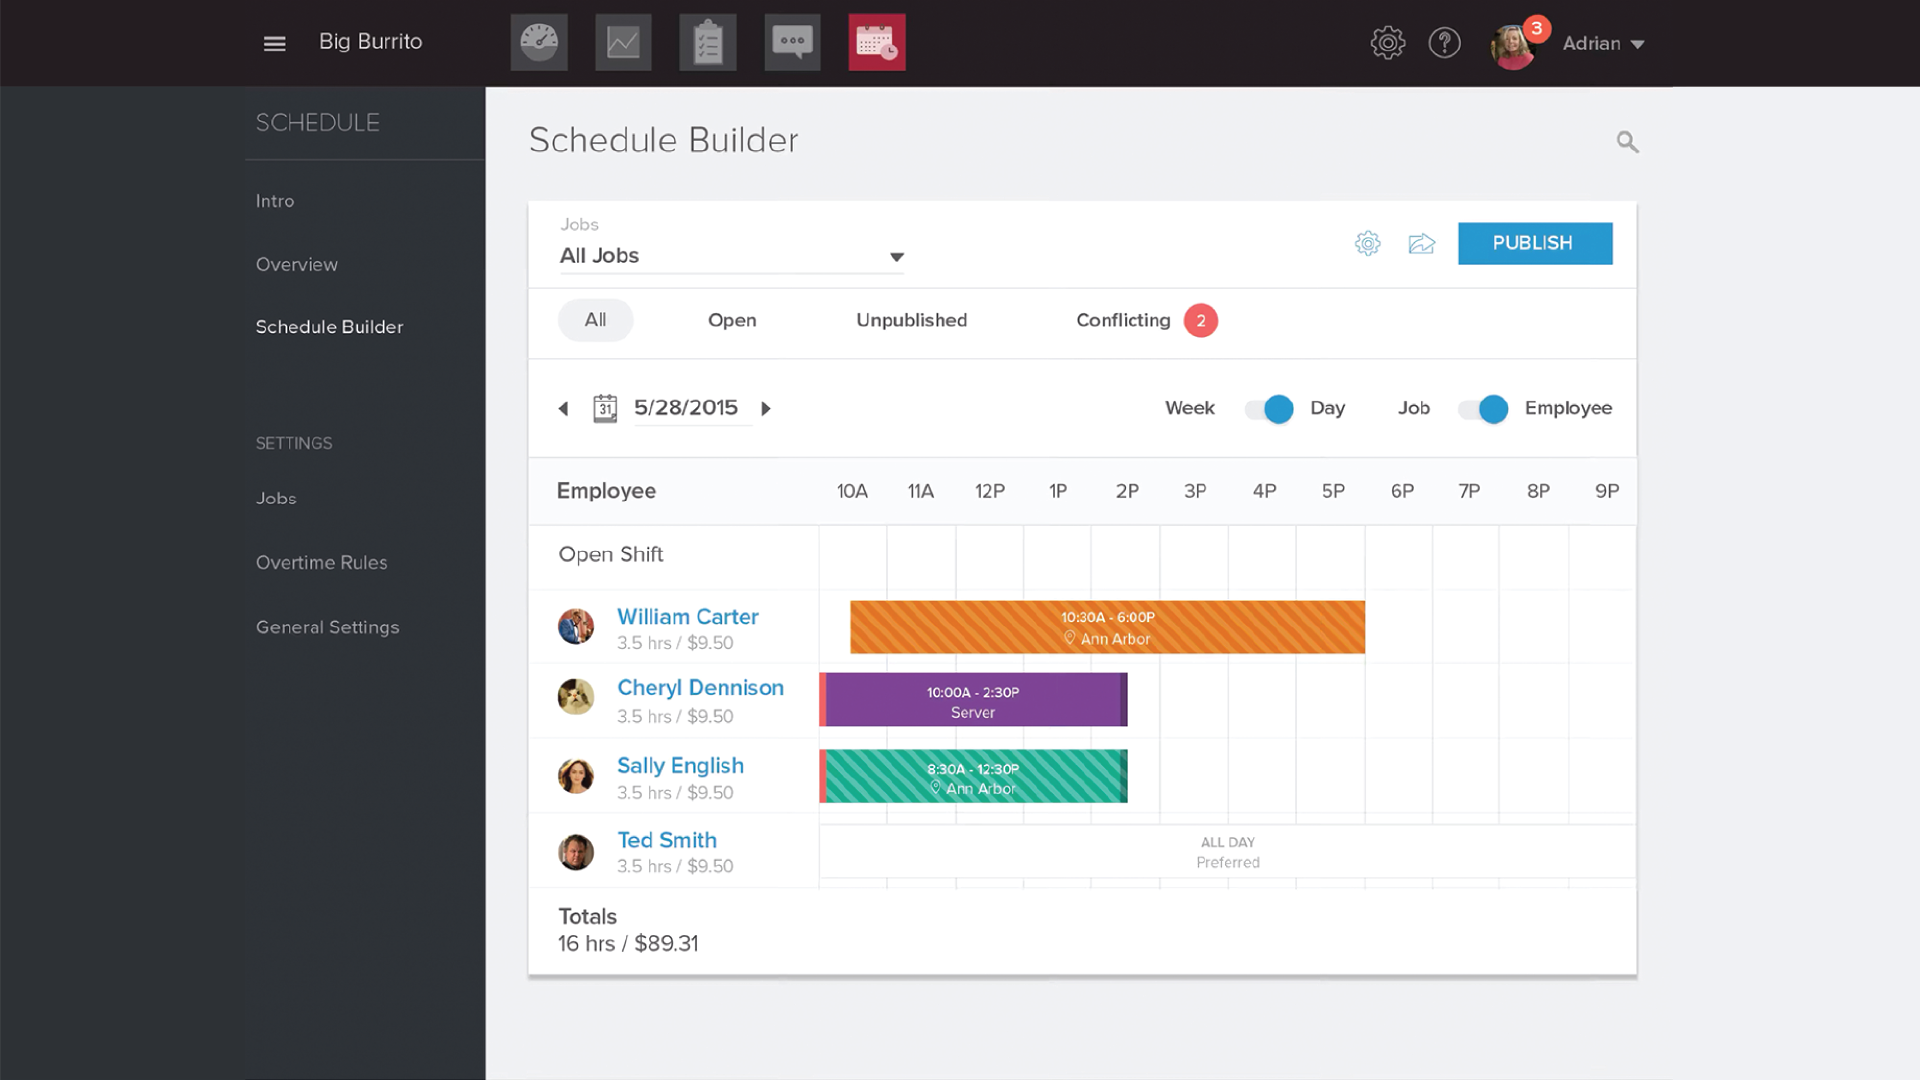 Big Burrito
3
Adrian
SCHEDULE
Intro
Overview
Schedule Builder
SETTINGS
Jobs
Overtime Rules
General Settings
Schedule Builder
Jobs
All Jobs
PUBLISH
All
Open
Unpublished
Conflicting 2
31
5/28/2015
Week
Day
Job
Employee
Employee
10A 11A 12P 1P 2P 3P 4P 5P 6P 7P 8P 9P
Open Shift
William Carter
3.5 hrs / $9.50
10:30A - 6:00P
Ann Arbor
Cheryl Dennison
3.5 hrs / $9.50
10:00A - 2:30P
Server
Sally English
3.5 hrs / $9.50
8:30A - 12:30P
Ann Arbor
Ted Smith
3.5 hrs / $9.50
ALL DAY
Preferred
Totals
16 hrs / $89.31